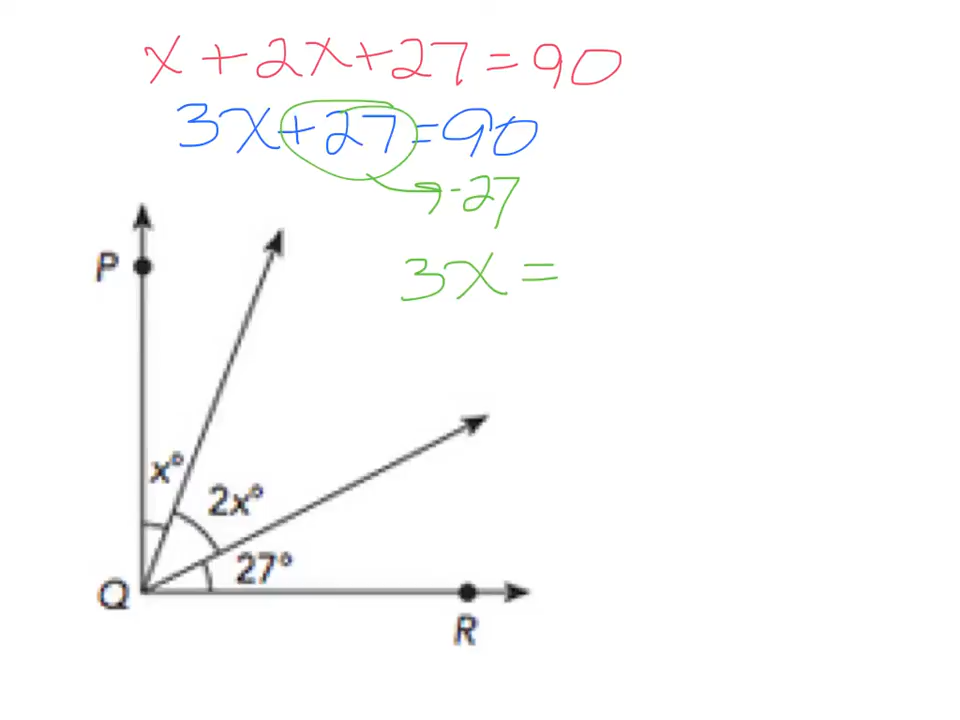 x + 2x + 27 = 90
3x + 27 = 90
-27
3x =
P
x°
2x°
27°
Q
R